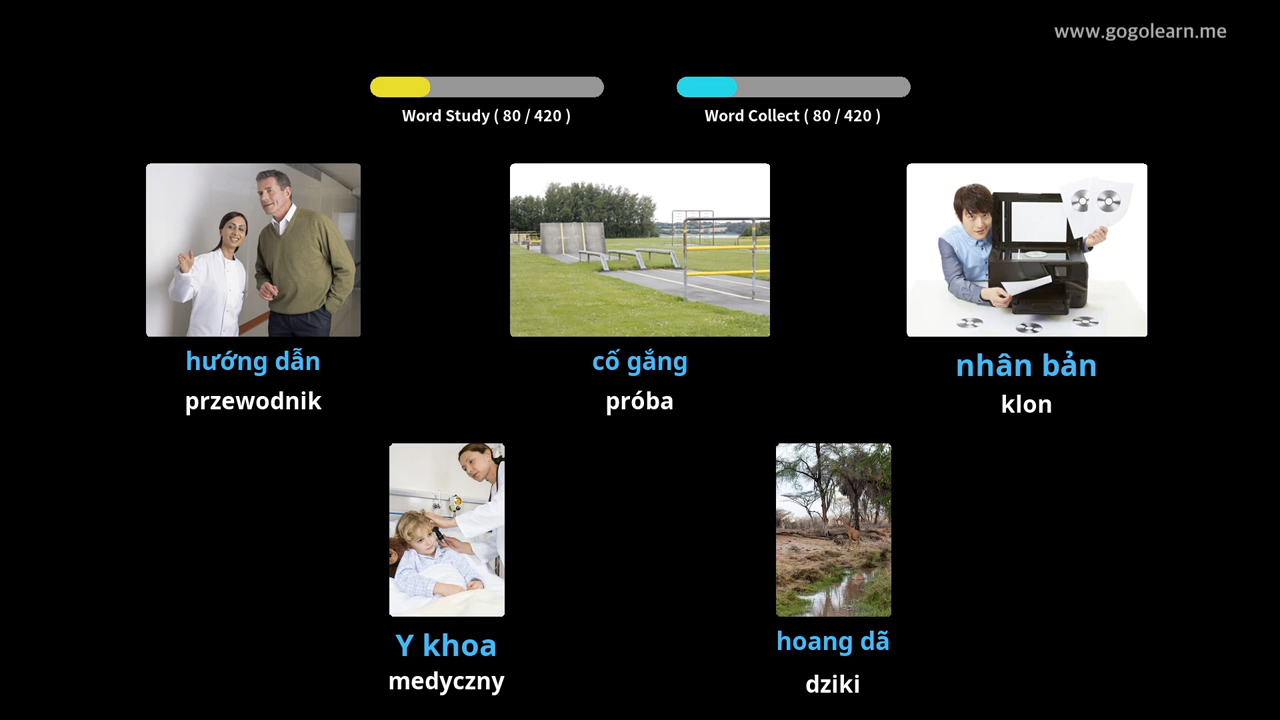 www.gogolearn.me
Word Study ( 80 / 420 )
Word Collect ( 80 / 420 )
hướng dẫn
przewodnik
cố gắng
próba
nhân bản
klon
Y khoa
medyczny
hoang dã
dziki